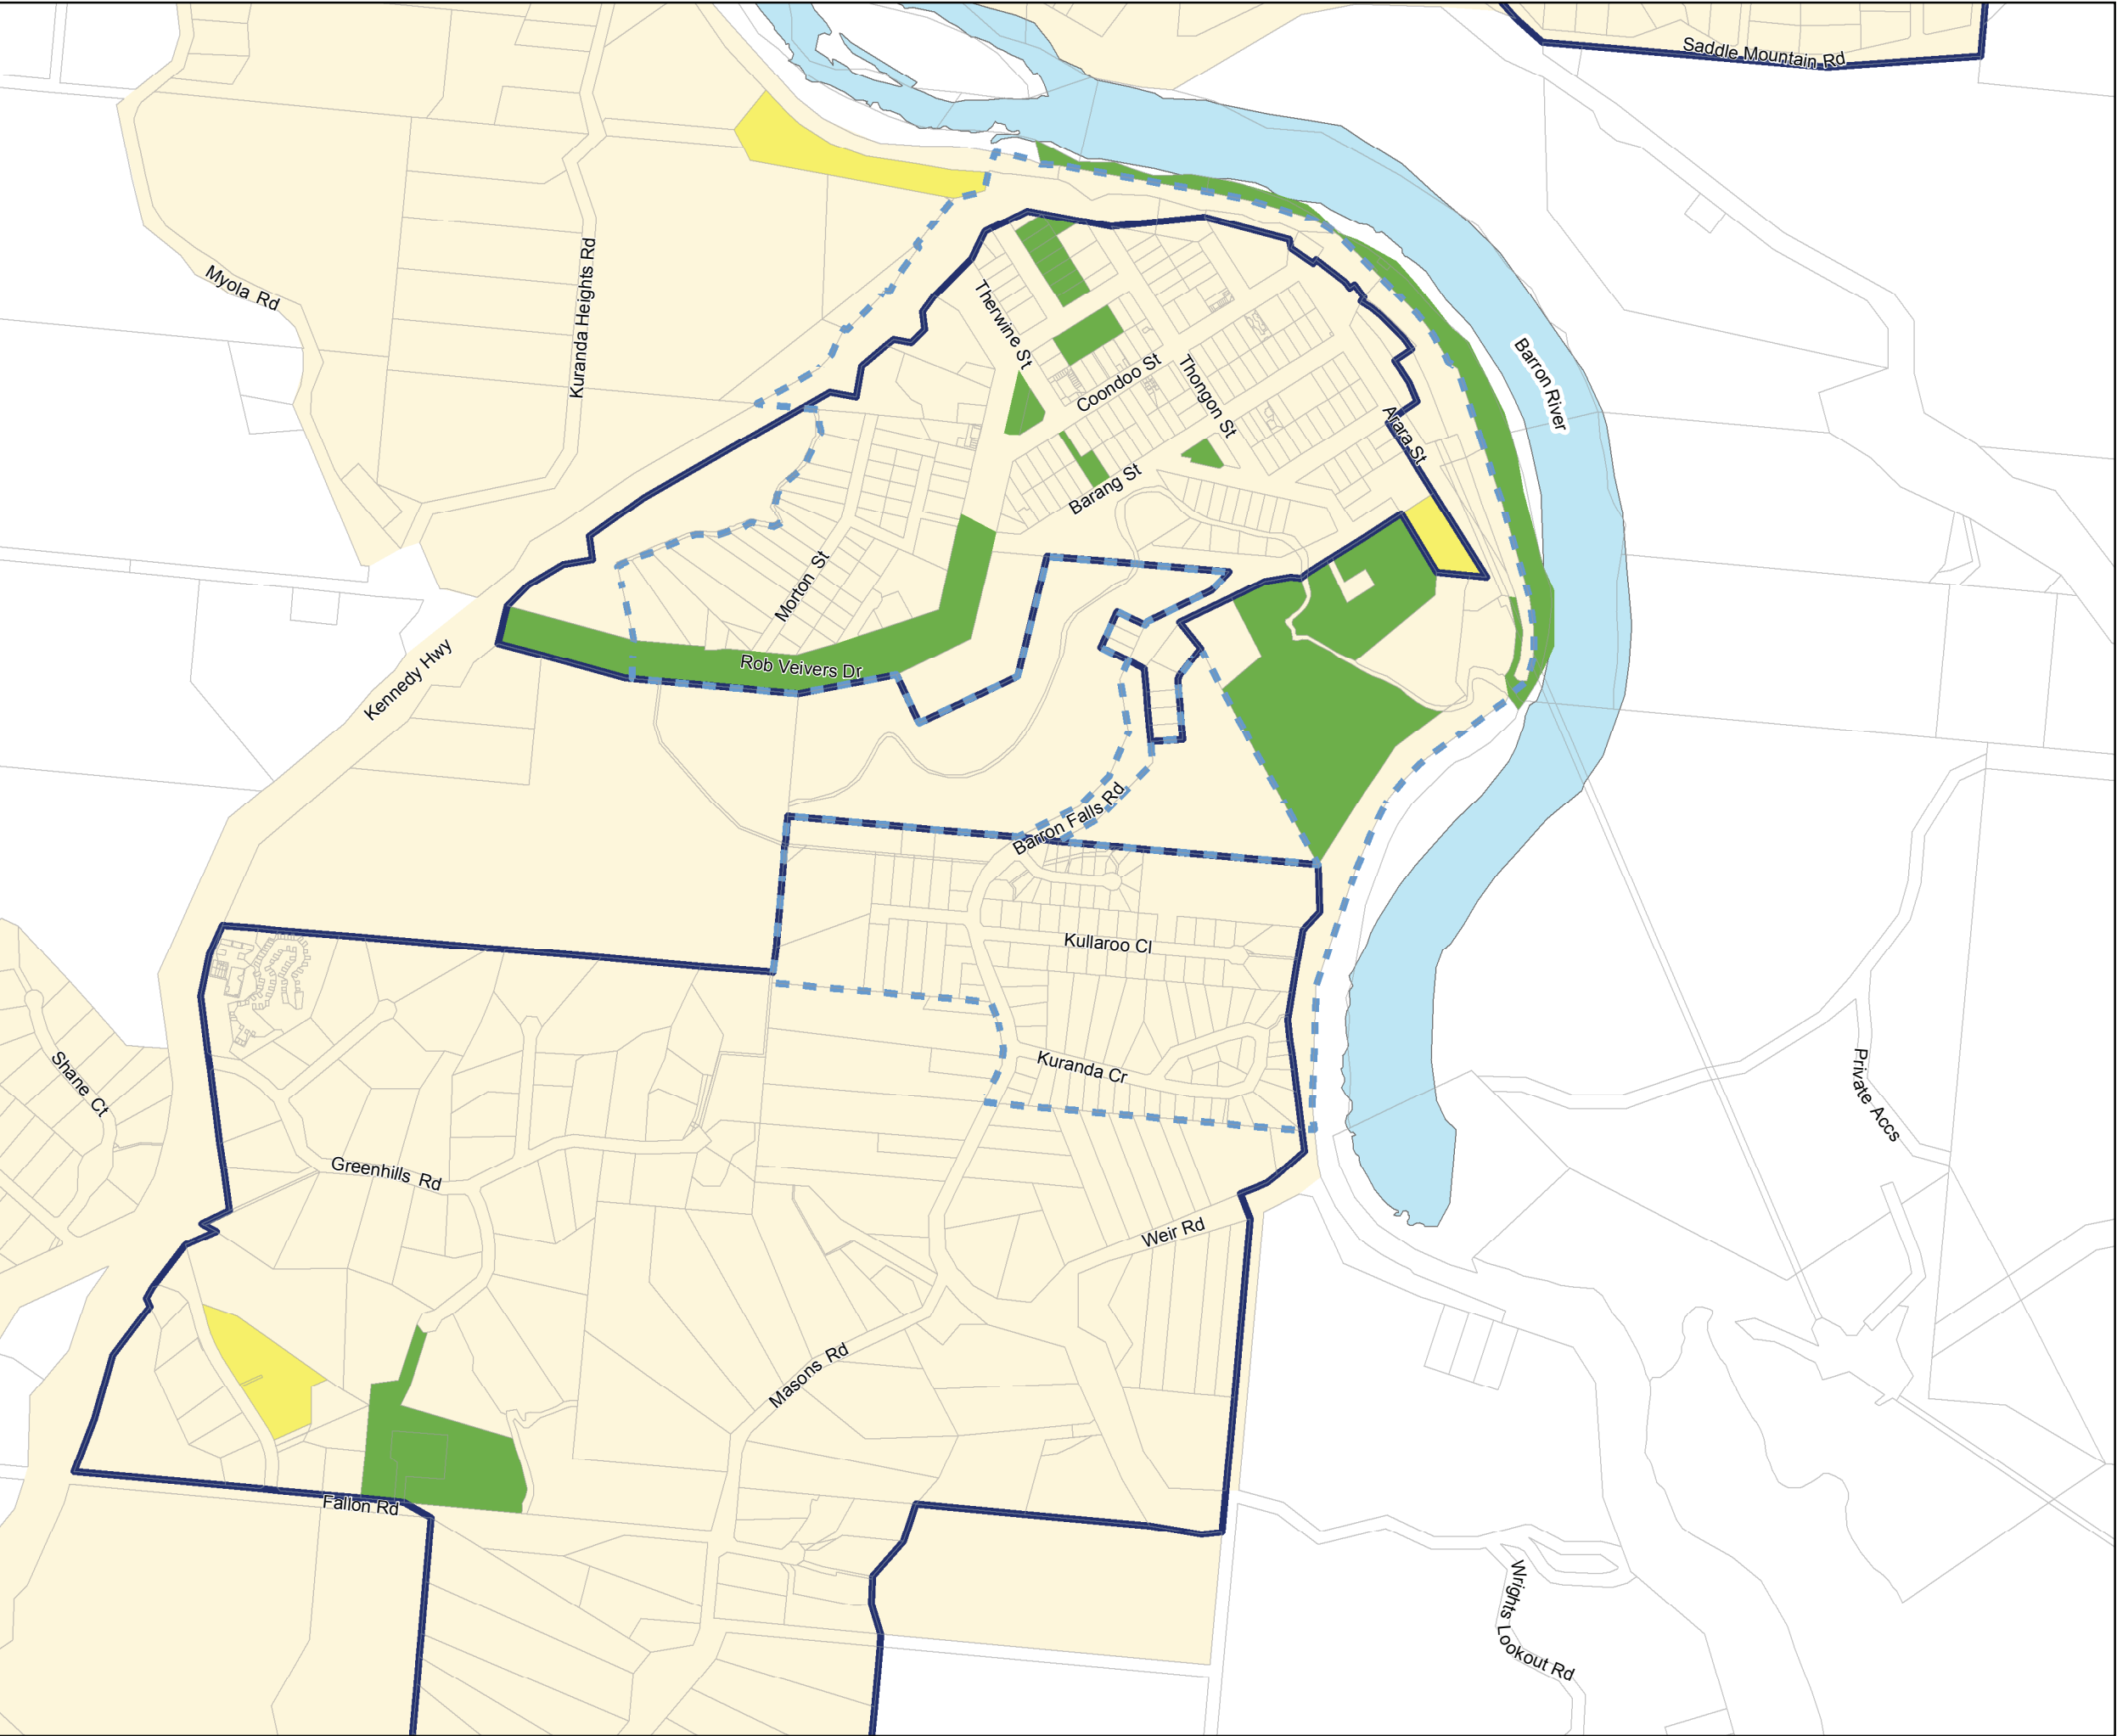 Saddle Mountain Rd
Myola Rd
Kuranda Heights Rd
Therwine St
Coondoo St
Thongon St
Barron River
Arara St
Barang St
Morton St
Rob Veivers Dr
Kennedy Hwy
Barron Falls Rd
Kullaroo Cl
Kuranda Cr
Shane Ct
Private Accs
Greenhills Rd
Weir Rd
Masons Rd
Fallon Rd
Wrights Lookout Rd